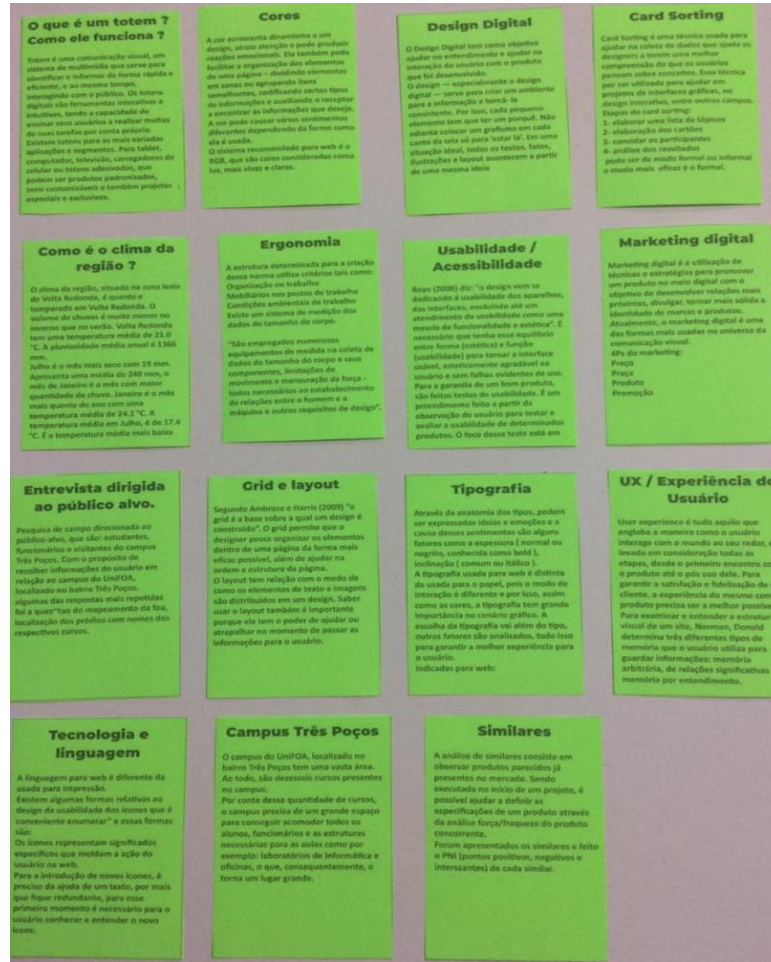 O que é um totem ?
Como ele funciona ?
Totem é uma comunicação visual, um
sistema de multimídia que serve para
identificar e informar de forma rápida e
eficiente, e ao mesmo tempo,
interagindo com o público. Os totens
digitais são ferramentas interativas e
intuitivas, tendo a capacidade de
ensinar seus usuários a realizar muitas
de suas tarefas por conta própria.
Existem totens para as mais variadas
aplicações e segmentos. Para tablet,
computador, televisão, carregadores de
celular ou totens adesivados, que
podem ser produtos padronizados,
semi customizáveis e também projetos
especiais e exclusivos.
Cores
A cor acrescenta dinamismo a um
design, atrais atenção e pode produzir
reações emocionais. Ela também pode
facilitar a organização dos elementos
de uma página – dividindo elementos
em zonas ou agrupando itens
semelhantes, codificando certos tipos
de informações e auxiliando o receptor
a encontrar as informações que deseja.
A cor pode causar vários sentimentos
diferentes dependendo da forma como
ela é usada.
O sistema recomendado para web é o
RGB, que são cores consideradas como
luz, mais vivas e claras.
Design Digital
O Design Digital tem como objetivo
ajudar no entendimento e ajudar na
interação do usuário com o produto
que foi desenvolvido.
O design — especialmente o design
digital — serve para criar um ambiente
para a informação e torná- la
consistente. Por isso, cada pequeno
elemento tem que ter um porquê. Não
adianta colocar um grafismo em cada
canto da tela só para 'estar lá'. Em uma
situação ideal, todos os textos, fotos,
ilustrações e layout acontecem a partir
de uma mesma ideia
Card Sorting
Card Sorting é uma técnica usada para
ajudar na coleta de dados que ajuda os
designers a terem uma melhor
compreensão do que os usuários
pensam sobre conceitos. Essa técnica
por ser utilizada para ajudar em
projetos de interfaces gráficas, no
design interativo, entre outros campos.
Etapas do card sorting:
1- elaborar uma lista de tópicos
2- elaboração dos cartões
3- convidar os participantes
4- análise dos resultados
pode ser de modo formal ou informal
o modo mais eficaz é o formal.
Como é o clima da
região ?
O clima da região, situada na zona leste
de Volta Redonda, é quente e
temperado em Volta Redonda. O
volume de chuvas é muito menor no
inverno que no verão. Volta Redonda
tem uma temperatura média de 21.0
°C. A pluviosidade média anual é 1366
mm.
Julho é o mês mais seco com 19 mm.
Apresenta uma média de 240 mm, o
mês de Janeiro é o mês com maior
quantidade de chuva. Janeiro é o mês
mais quente do ano com uma
temperatura média de 24.1 °C. A
temperatura média em Julho, é de 17.4
°C. É a temperatura média mais baixa
Ergonomia
A estrutura determinada para a criação
dessa norma utiliza critérios tais como:
Organização no trabalho
Mobiliários nos postos de trabalho
Condições ambientais de trabalho
Existe um sistema de medição dos
dados do tamanho do corpo.
"São empregados numerosos
equipamentos de medida na coleta de
dados do tamanho do corpo e seus
componentes, limitações de
movimento e mensuração da força -
todos necessários ao estabelecimento
de relações entre o homem e a
máquina e outros requisitos de design".
Usabilidade /
Acessibilidade
Royo (2008) diz: "o design vem se
dedicando à usabilidade dos aparelhos,
das interfaces, evoluindo até um
atendimento da usabilidade como uma
mescla de funcionalidade e estética". É
necessário que tenha esse equilíbrio
entre forma (estética) e função
(usabilidade) para tornar a interface
usável, esteticamente agradável ao
usuário e sem falhas evidentes de uso.
Para a garantia de um bom produto,
são feitos testes de usabilidade. É um
procedimento feito a partir da
observação do usuário para testar e
avaliar a usabilidade de determinados
produtos. O foco desse teste está em
Marketing digital
Marketing digital é a utilização de
técnicas e estratégias para promover
um produto no meio digital com o
objetivo de desenvolver relações mais
próximas, divulgar, tornar mais sólida a
identidade de marcas e produtos.
Atualmente, o marketing digital é uma
das formas mais usadas no universo da
comunicação visual.
4Ps do marketing:
Preço
Praça
Produto
Promoção
Entrevista dirigida
ao público alvo.
Pesquisa de campo direcionada ao
público-alvo, que são: estudantes,
funcionários e visitantes do campus
Três Poços. Com o propósito de
recolher informações do usuário em
relação ao campus do UniFOA,
localizado no bairro Três Poços.
algumas das respostas mais repetidas
foi a ques"tao do mapeamento da foa,
localização dos prédios com nomes dos
respectivos cursos.
Grid e layout
Segundo Ambrose e Harris (2009) "o
grid é a base sobre a qual um design é
construído". O grid permite que o
designer possa organizar os elementos
dentro de uma página da forma mais
eficaz possível, além de ajudar na
ordem e estrutura da página.
O layout tem relação com o modo de
como os elementos de texto e imagens
são distribuídos em um design. Saber
usar o layout também é importante
porque ele tem o poder de ajudar ou
atrapalhar no momento de passar as
informações para o usuário.
Tipografia
Através da anatomia dos tipos, podem
ser expressadas ideias e emoções e a
causa desses sentimentos são alguns
fatores como a espessura ( normal ou
negrito, conhecida como bold ),
inclinação ( comum ou itálico ).
A tipografia usada para web é distinta
da usada para o papel, pois o modo de
interação é diferente e por isso, assim
como as cores, a tipografia tem grande
importância no cenário gráfico. A
escolha da tipografia vai além do tipo,
outros fatores são analisados, tudo isso
para garantir a melhor experiência para
o usuário.
indicadas para web:
UX / Experiência do
Usuário
User experience é tudo aquilo que
engloba a maneira como o usuário
interage com o mundo ao seu redor, é
levado em consideração todas as
etapas, desde o primeiro encontro com
o produto até o pós uso dele. Para
garantir a satisfação e fidelização de
cliente, a experiência do mesmo com
produto precisa ser a melhor possível
Para examinar e entender a estrutura
visual de um site, Norman, Donald
determina três diferentes tipos de
memória que o usuário utiliza para
guardar informações: memória
arbitrária, de relações significativas
memória por entendimento.
Tecnologia e
linguagem
A linguagem para web é diferente da
usada para impressão.
Existem algumas formas relativas ao
design da usabilidade dos ícones que é
conveniente enumerar" e essas formas
são:
Os ícones representam significados
específicos que moldam a ação do
usuário na web.
Para a introdução de novos ícones, é
preciso da ajuda de um texto, por mais
que fique redundante, para esse
primeiro momento é necessário para o
usuário conhecer e entender o novo
ícone.
Campus Três Poços
O campus do UniFOA, localizado no
bairro Três Poços tem uma vasta área.
Ao todo, são dezesseis cursos presentes
no campus.
Por conta dessa quantidade de cursos,
o campus precisa de um grande espaço
para conseguir acomodar todos os
alunos, funcionários e as estruturas
necessárias para as aulas como por
exemplo: laboratórios de informática e
oficinas, o que, consequentemente, o
torna um lugar grande.
Similares
A análise de similares consiste em
observar produtos parecidos já
presentes no mercado. Sendo
executada no início de um projeto, é
possível ajudar a definir as
especificações de um produto através
da análise força/fraqueza do produto
concorrente.
Foram apresentados os similares e feito
o PNI (pontos positivos, negativos e
interssantes) de cada similar.